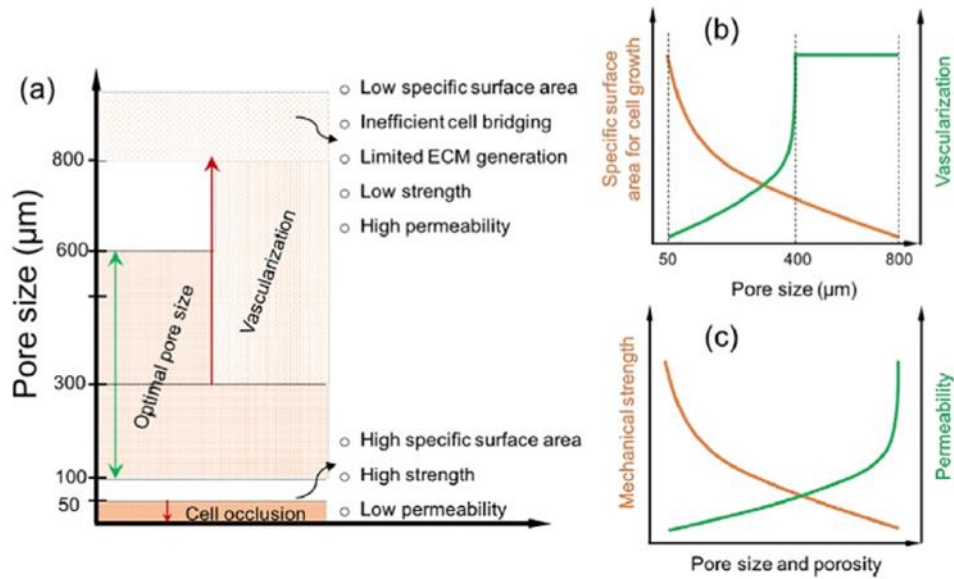 (a)
Pore size (µm)
800
600
300
100
50
Optimal pore size
Vascularization
Cell occlusion
○ Low specific surface area
○ Inefficient cell bridging
○ Limited ECM generation
○ Low strength
○ High permeability
○ High specific surface area
○ High strength
○ Low permeability
(b)
Specific surface
area for cell growth
Vascularization
50
400
800
Pore size (µm)
(c)
Mechanical strength
Permeability
Pore size and porosity